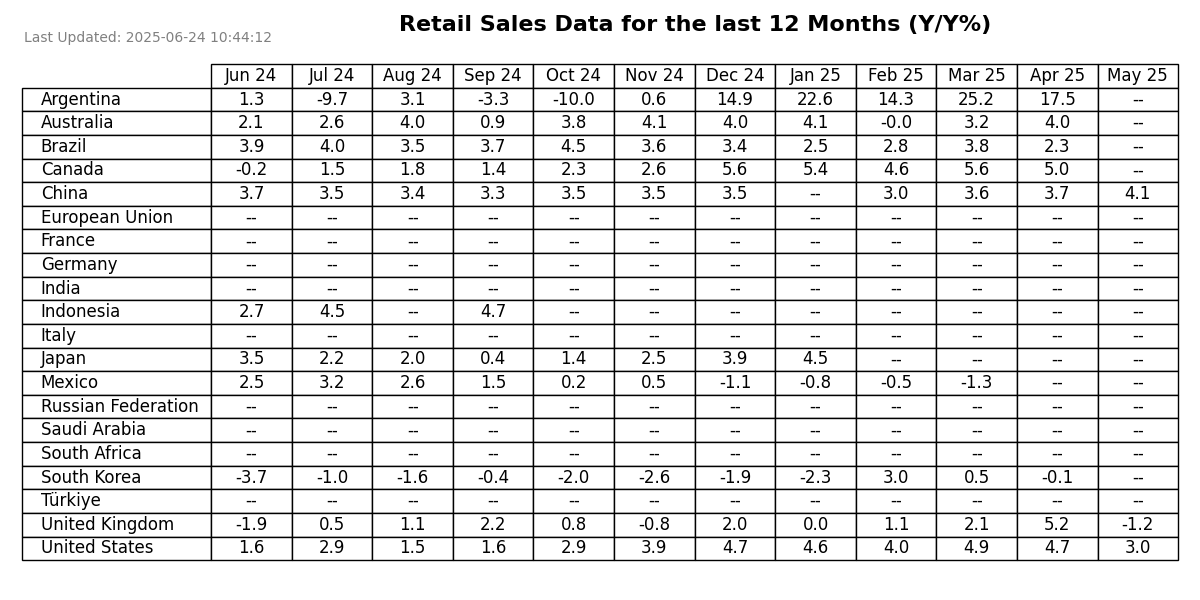 Retail Sales Data for the last 12 Months (Y/Y%)
Last Updated: 2025-06-24 10:44:12
Jun 24 Jul 24 Aug 24 Sep 24 Oct 24 Nov 24 Dec 24 Jan 25 Feb 25 Mar 25 Apr 25 May 25
Argentina 1.3 -9.7 3.1 -3.3 -10.0 0.6 14.9 22.6 14.3 25.2 17.5 --
Australia 2.1 2.6 4.0 0.9 3.8 4.1 4.0 4.1 -0.0 3.2 4.0 --
Brazil 3.9 4.0 3.5 3.7 4.5 3.6 3.4 2.5 2.8 3.8 2.3 --
Canada -0.2 1.5 1.8 1.4 2.3 2.6 5.6 5.4 4.6 5.6 5.0 --
China 3.7 3.5 3.4 3.3 3.5 3.5 3.5 -- 3.0 3.6 3.7 4.1
European Union -- -- -- -- -- -- -- -- -- -- -- --
France -- -- -- -- -- -- -- -- -- -- -- --
Germany -- -- -- -- -- -- -- -- -- -- -- --
India -- -- -- -- -- -- -- -- -- -- -- --
Indonesia 2.7 4.5 -- 4.7 -- -- -- -- -- -- -- --
Italy -- -- -- -- -- -- -- -- -- -- -- --
Japan 3.5 2.2 2.0 0.4 1.4 2.5 3.9 4.5 -- -- -- --
Mexico 2.5 3.2 2.6 1.5 0.2 0.5 -1.1 -0.8 -0.5 -1.3 -- --
Russian Federation -- -- -- -- -- -- -- -- -- -- -- --
Saudi Arabia -- -- -- -- -- -- -- -- -- -- -- --
South Africa -- -- -- -- -- -- -- -- -- -- -- --
South Korea -3.7 -1.0 -1.6 -0.4 -2.0 -2.6 -1.9 -2.3 3.0 0.5 -0.1 --
Türkiye -- -- -- -- -- -- -- -- -- -- -- --
United Kingdom -1.9 0.5 1.1 2.2 0.8 -0.8 2.0 0.0 1.1 2.1 5.2 -1.2
United States 1.6 2.9 1.5 1.6 2.9 3.9 4.7 4.6 4.0 4.9 4.7 3.0